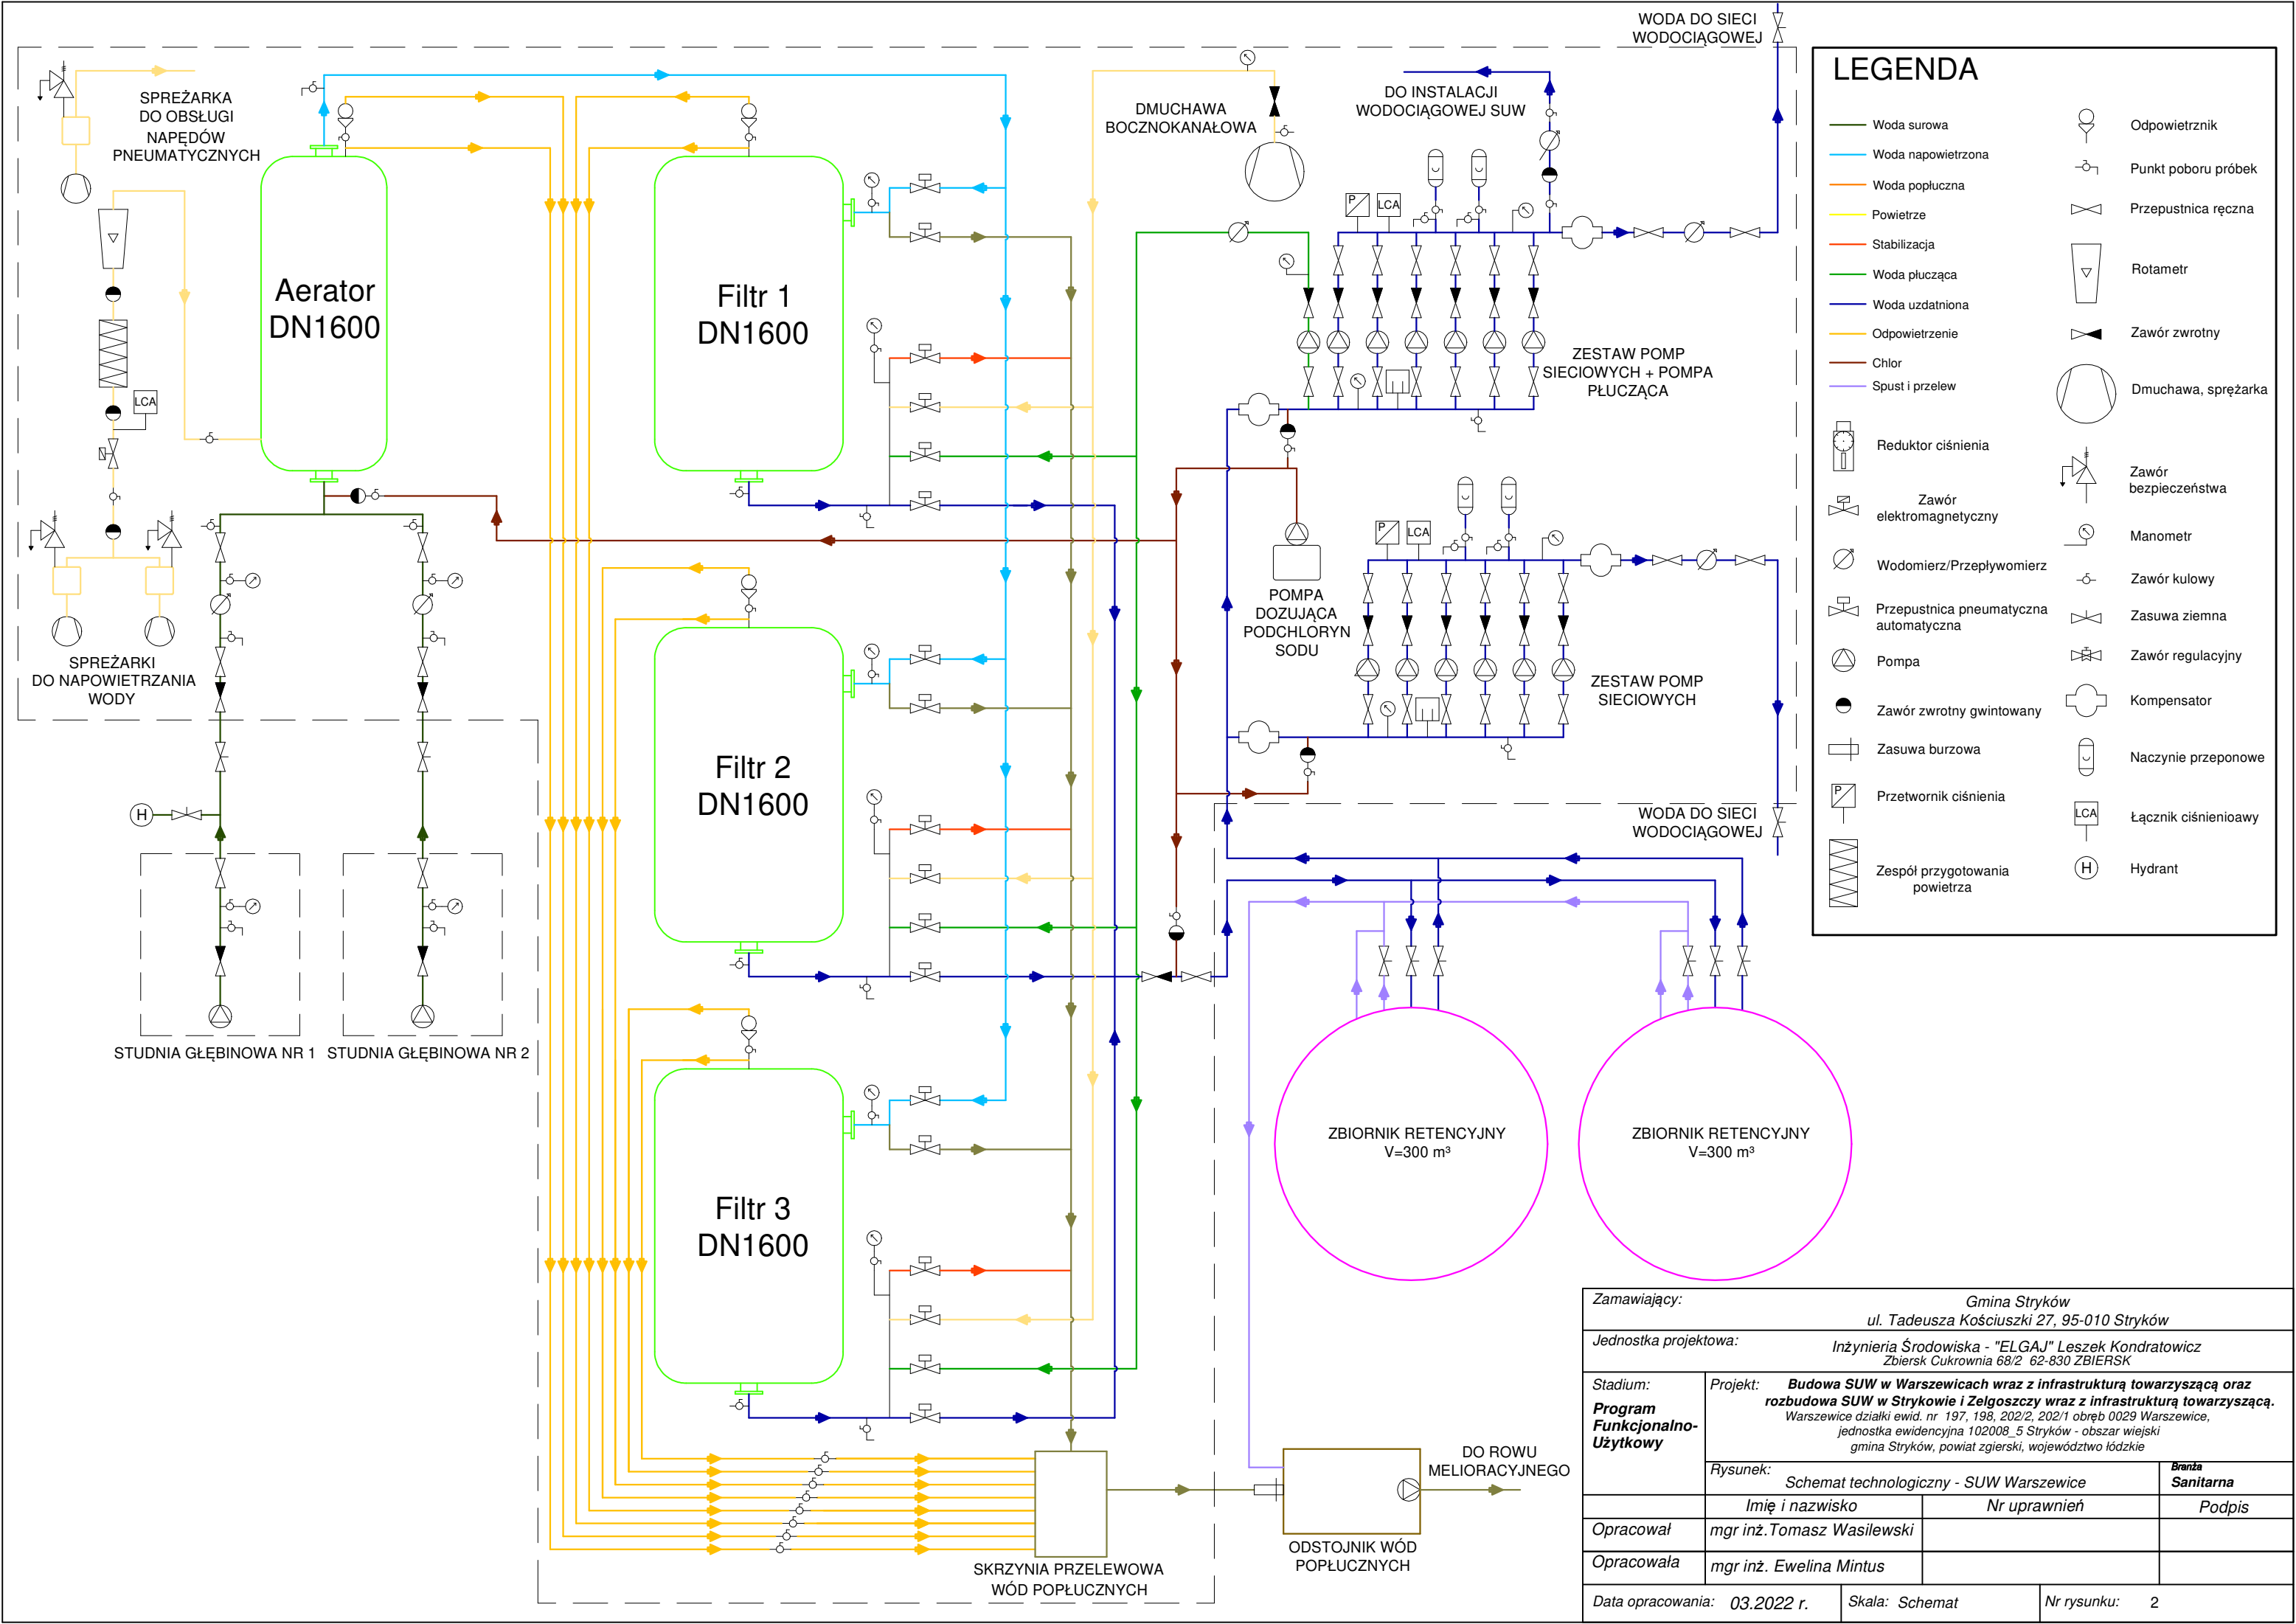 WODA DO SIECI
WODOCIĄGOWEJ
SPREŻARKA
DO OBSŁUGI
NAPĘDÓW
PNEUMATYCZNYCH
DMUCHAWA
BOCZNOKANAŁOWA
DO INSTALACJI
WODOCIĄGOWEJ SUW
P
LCA
Aerator
DN1600
Filtr 1
DN1600
LCA
ZESTAW POMP
SIECIOWYCH + POMPA
PŁUCZĄCA
P
LCA
POMPA
DOZUJĄCA
PODCHLORYN
SODU
SPREŻARKI
DO NAPOWIETRZANIA
WODY
ZESTAW POMP
SIECIOWYCH
Filtr 2
DN1600
H
WODA DO SIECI
WODOCIĄGOWEJ
STUDNIA GŁĘBINOWA NR 1
STUDNIA GŁĘBINOWA NR 2
ZBIORNIK RETENCYJNY
V=300 m³
ZBIORNIK RETENCYJNY
V=300 m³
Filtr 3
DN1600
DO ROWU
MELIORACYJNEGO
SKRZYNIA PRZELEWOWA
WÓD POPŁUCZNYCH
ODSTOJNIK WÓD
POPŁUCZNYCH
LEGENDA
Woda surowa
Woda napowietrzona
Woda popłuczna
Powietrze
Stabilizacja
Woda płucząca
Woda uzdatniona
Odpowietrzenie
Chlor
Spust i przelew
Reduktor ciśnienia
Zawór
elektromagnetyczny
Wodomierz/Przepływomierz
Przepustnica pneumatyczna
automatyczna
Pompa
Zawór zwrotny gwintowany
Zasuwa burzowa
P
Przetwornik ciśnienia
Zespół przygotowania
powietrza
Odpowietrznik
Punkt poboru próbek
Przepustnica ręczna
Rotametr
Zawór zwrotny
Dmuchawa, sprężarka
Zawór
bezpieczeństwa
Manometr
Zawór kulowy
Zasuwa ziemna
Zawór regulacyjny
Kompensator
Naczynie przeponowe
LCA
Łącznik ciśnienioawy
H
Hydrant
Zamawiający:
Gmina Stryków
ul. Tadeusza Kościuszki 27, 95-010 Stryków
Jednostka projektowa:
Inżynieria Środowiska - "ELGAJ" Leszek Kondratowicz
Zbiersk Cukrownia 68/2 62-830 ZBIERSK
Stadium:
Program
Funkcjonalno-
Użytkowy
Projekt: Budowa SUW w Warszewicach wraz z infrastrukturą towarzyszącą oraz
rozbudowa SUW w Strykowie i Zelgoszczy wraz z infrastrukturą towarzyszącą.
Warszewice działki ewid. nr 197, 198, 202/2, 202/1 obręb 0029 Warszewice,
jednostka ewidencyjna 102008_5 Stryków - obszar wiejski
gmina Stryków, powiat zgierski, województwo łódzkie
Rysunek:
Schemat technologiczny - SUW Warszewice
Branża
Sanitarna
Imię i nazwisko
Nr uprawnień
Podpis
Opracował
mgr inż.Tomasz Wasilewski
Opracowała
mgr inż. Ewelina Mintus
Data opracowania: 03.2022 r.
Skala: Schemat
Nr rysunku: 2